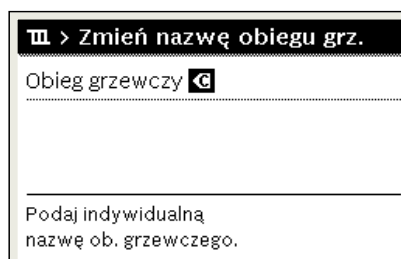 > Zmień nazwę obiegu grz.
Obieg grzewczy C
Podaj indywidualną
nazwę ob. grzewczego.